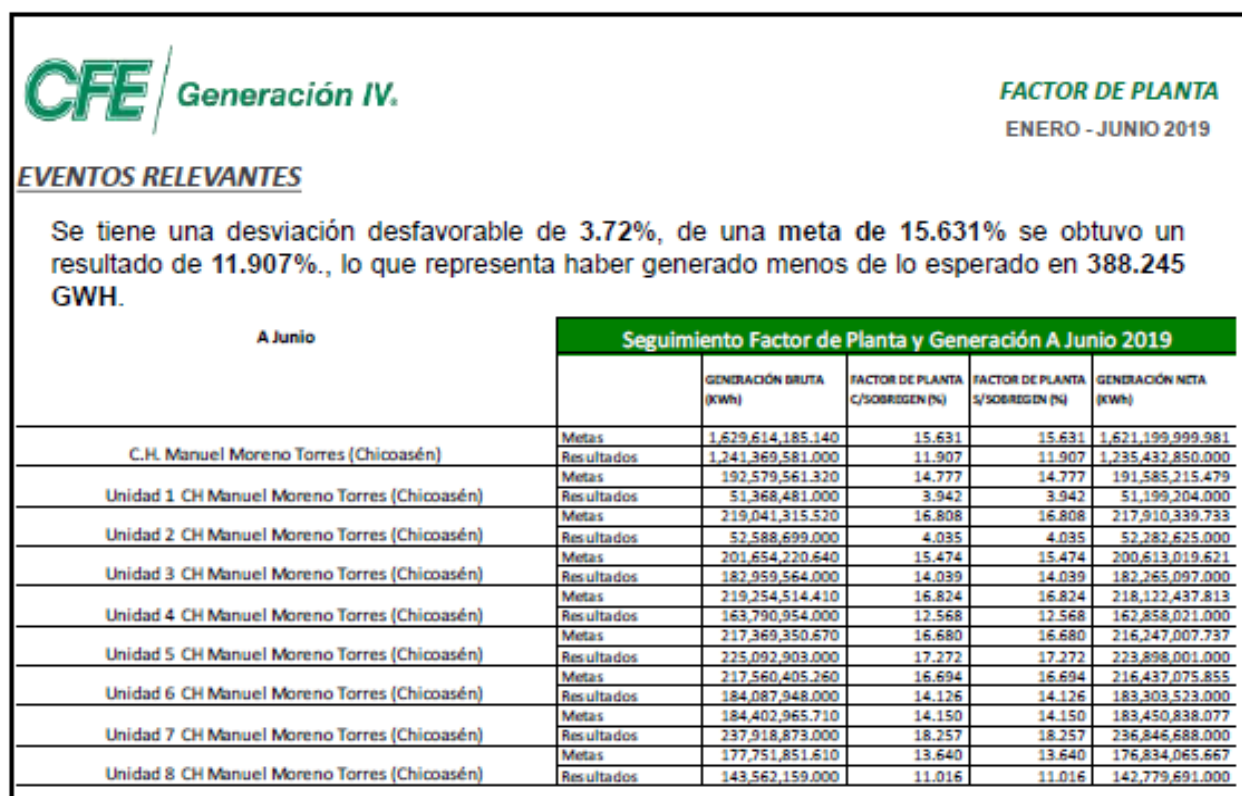 CFE Generación IV.
FACTOR DE PLANTA
ENERO - JUNIO 2019
EVENTOS RELEVANTES
Se tiene una desviación desfavorable de 3.72%, de una meta de 15.631% se obtuvo un
resultado de 11.907%., lo que representa haber generado menos de lo esperado en 388.245
GWH.
A Junio
Seguimiento Factor de Planta y Generación A Junio 2019
GENERACIÓN BRUTA (KWh) FACTOR DE PLANTA C/SOBREGEN (%) FACTOR DE PLANTA S/SOBREGEN (%) GENERACIÓN NETA (KWh)
C.H. Manuel Moreno Torres (Chicoasén)
Metas 1,629,614,185.140 15.631 15.631 1,621,199,999.981
Resultados 1,241,369,581.000 11.907 11.907 1,235,432,850.000
Unidad 1 CH Manuel Moreno Torres (Chicoasén)
Metas 192,579,561.320 14.777 14.777 191,585,215.479
Resultados 51,368,481.000 3.942 3.942 51,199,204.000
Unidad 2 CH Manuel Moreno Torres (Chicoasén)
Metas 219,041,315.520 16.808 16.808 217,910,339.733
Resultados 52,588,699.000 4.035 4.035 52,282,625.000
Unidad 3 CH Manuel Moreno Torres (Chicoasén)
Metas 201,654,220.640 15.474 15.474 200,613,019.621
Resultados 182,959,564.000 14.039 14.039 182,265,097.000
Unidad 4 CH Manuel Moreno Torres (Chicoasén)
Metas 219,254,514.410 16.824 16.824 218,122,437.813
Resultados 163,790,954.000 12.568 12.568 162,858,021.000
Unidad 5 CH Manuel Moreno Torres (Chicoasén)
Metas 217,369,350.670 16.680 16.680 216,247,007.737
Resultados 225,092,903.000 17.272 17.272 223,898,001.000
Unidad 6 CH Manuel Moreno Torres (Chicoasén)
Metas 217,560,405.260 16.694 16.694 216,437,075.855
Resultados 184,087,948.000 14.126 14.126 183,303,523.000
Unidad 7 CH Manuel Moreno Torres (Chicoasén)
Metas 184,402,965.710 14.150 14.150 183,450,838.077
Resultados 237,918,873.000 18.257 18.257 236,846,688.000
Unidad 8 CH Manuel Moreno Torres (Chicoasén)
Metas 177,751,851.610 13.640 13.640 176,834,065.667
Resultados 143,562,159.000 11.016 11.016 142,779,691.000